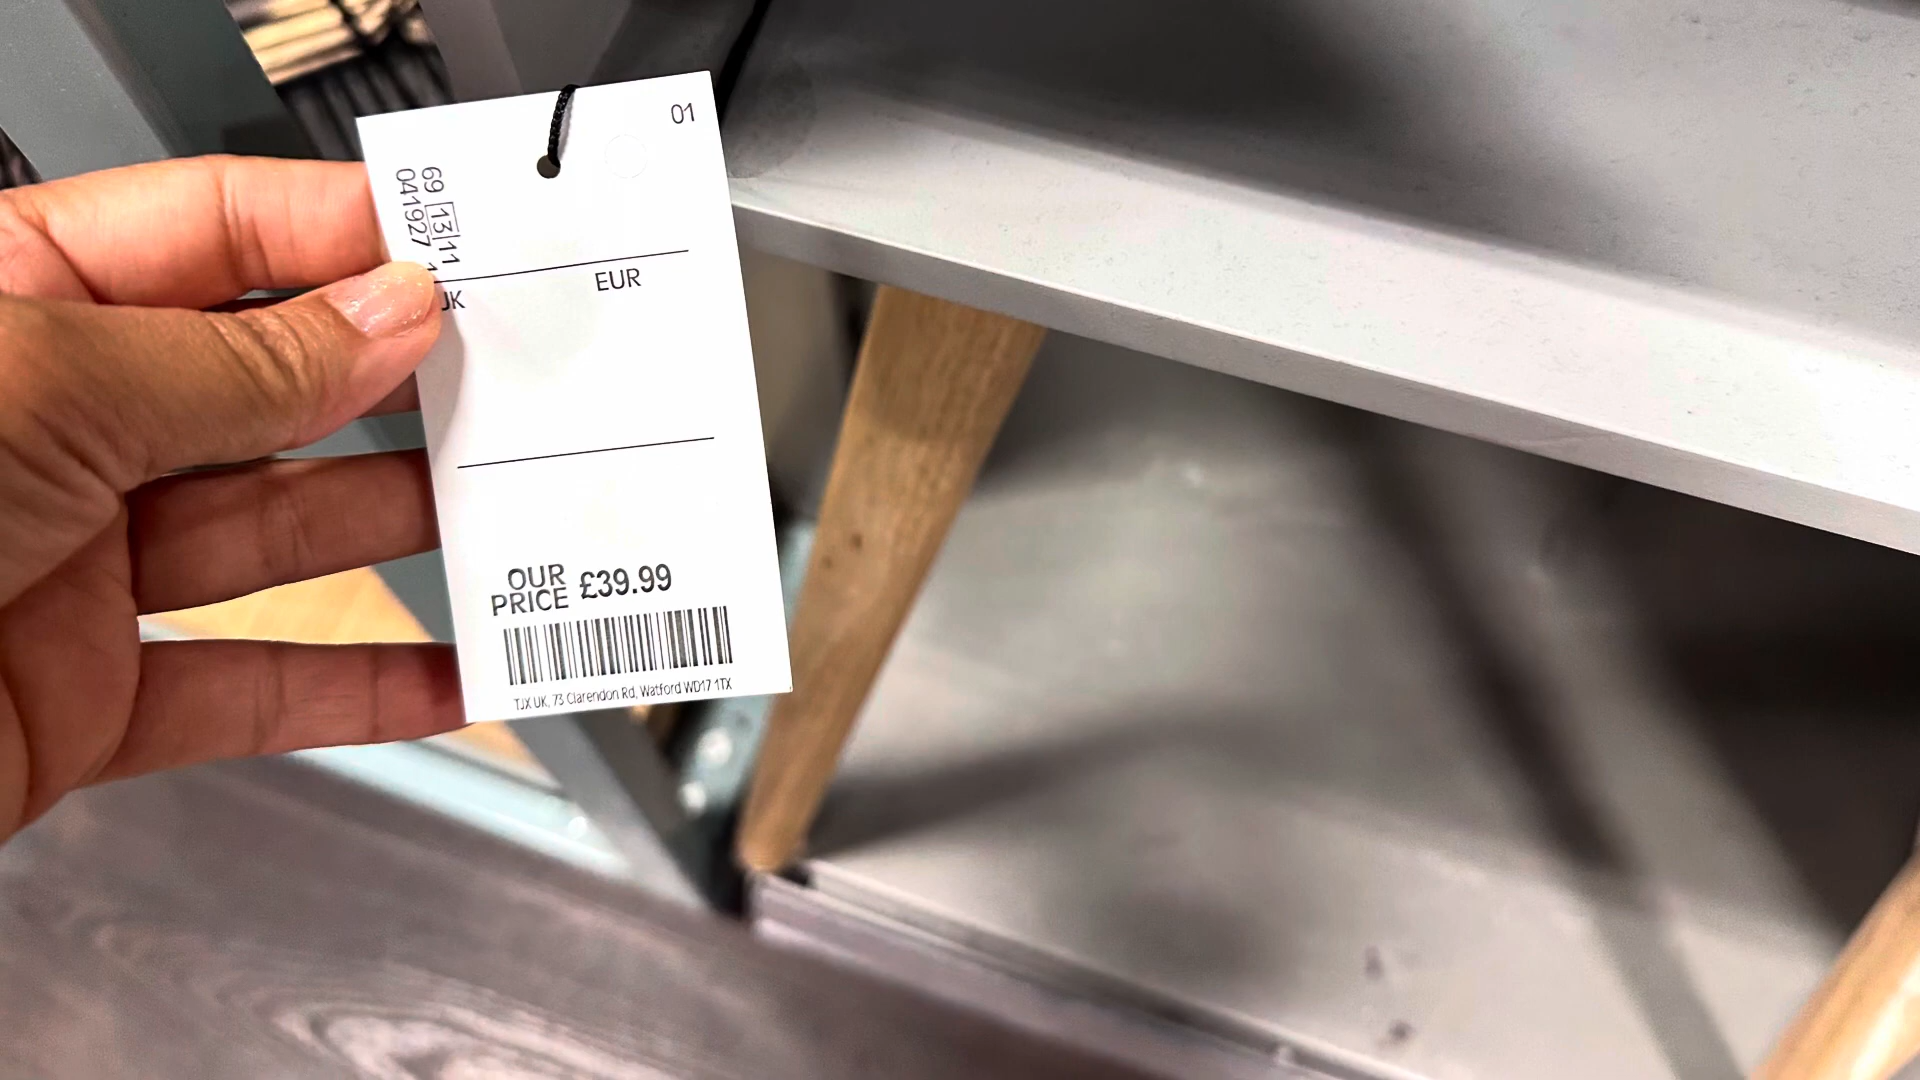 01
69 13 11
041927 1
UK EUR
OUR
PRICE £39.99
TJX UK, 73 Clarendon Rd, Watford WD17 1TX